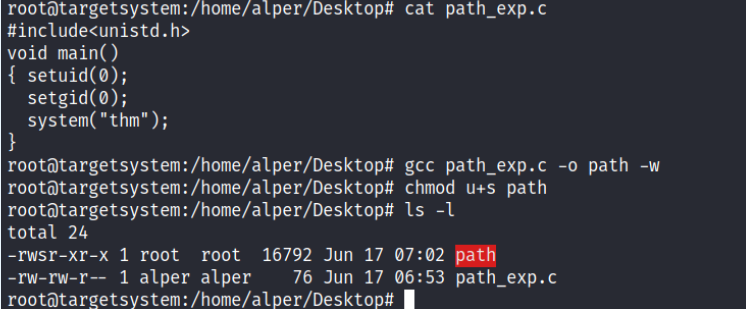 root@targetsystem:/home/alper/Desktop# cat path_exp.c
#include<unistd.h>
void main()
{ setuid(0);
  setgid(0);
  system("thm");
}
root@targetsystem:/home/alper/Desktop# gcc path_exp.c -o path -w
root@targetsystem:/home/alper/Desktop# chmod u+s path
root@targetsystem:/home/alper/Desktop# ls -l
total 24
-rwsr-xr-x 1 root  root  16792 Jun 17 07:02 path
-rw-rw-r-- 1 alper alper    76 Jun 17 06:53 path_exp.c
root@targetsystem:/home/alper/Desktop#